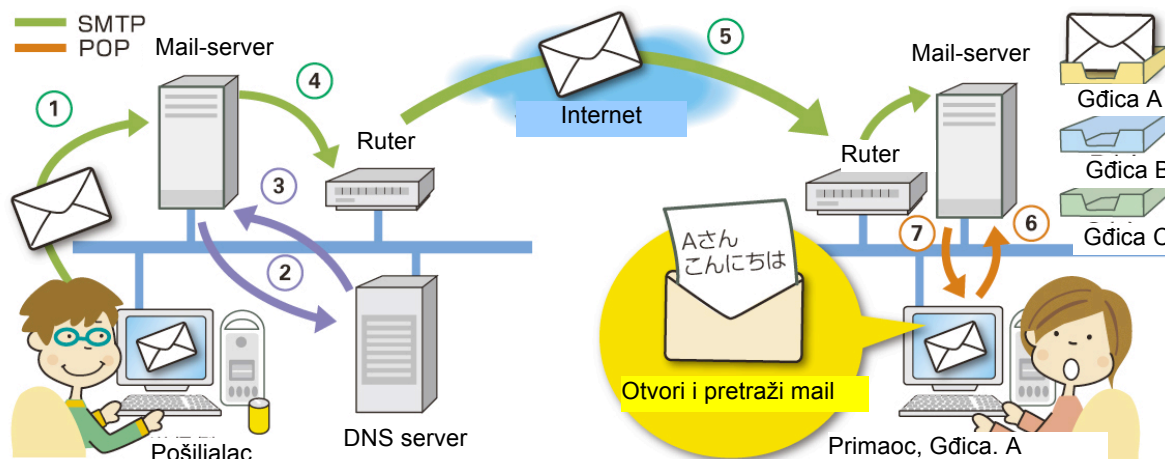 SMTP
POP
Mail-server
1
4
Ruter
3
2
DNS server
Pošiljalac
5
Internet
Mail-server
Ruter
Gđica A
Gđica B
Gđica C
7
6
Aさん
こんにちは
Otvori i pretraži mail
Primaoc, Gđica. A